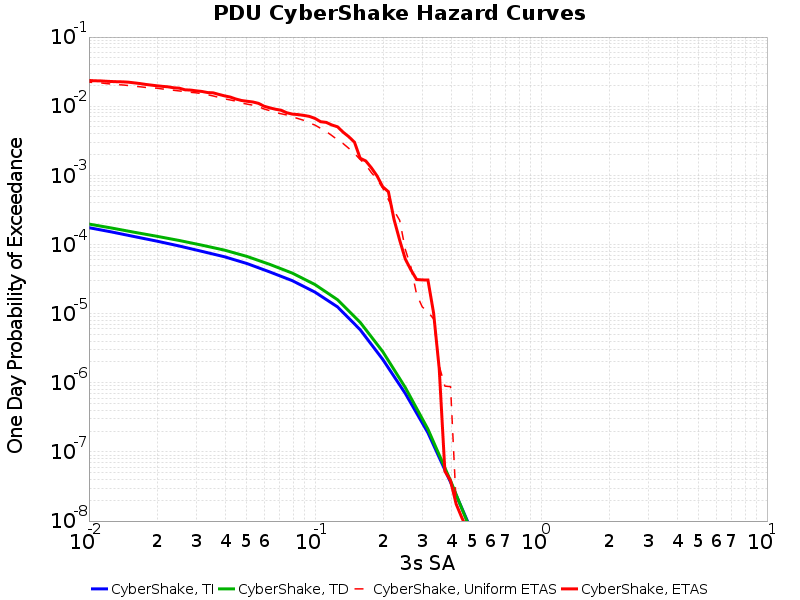 PDU CyberShake Hazard Curves
One Day Probability of Exceedance
10^-1
10^-2
10^-3
10^-4
10^-5
10^-6
10^-7
10^-8
10^-2 2 3 4 5 6 10^-1 2 3 4 5 6 7 10^0 2 3 4 5 6 7 10^1
3s SA
CyberShake, TI CyberShake, TD CyberShake, Uniform ETAS CyberShake, ETAS